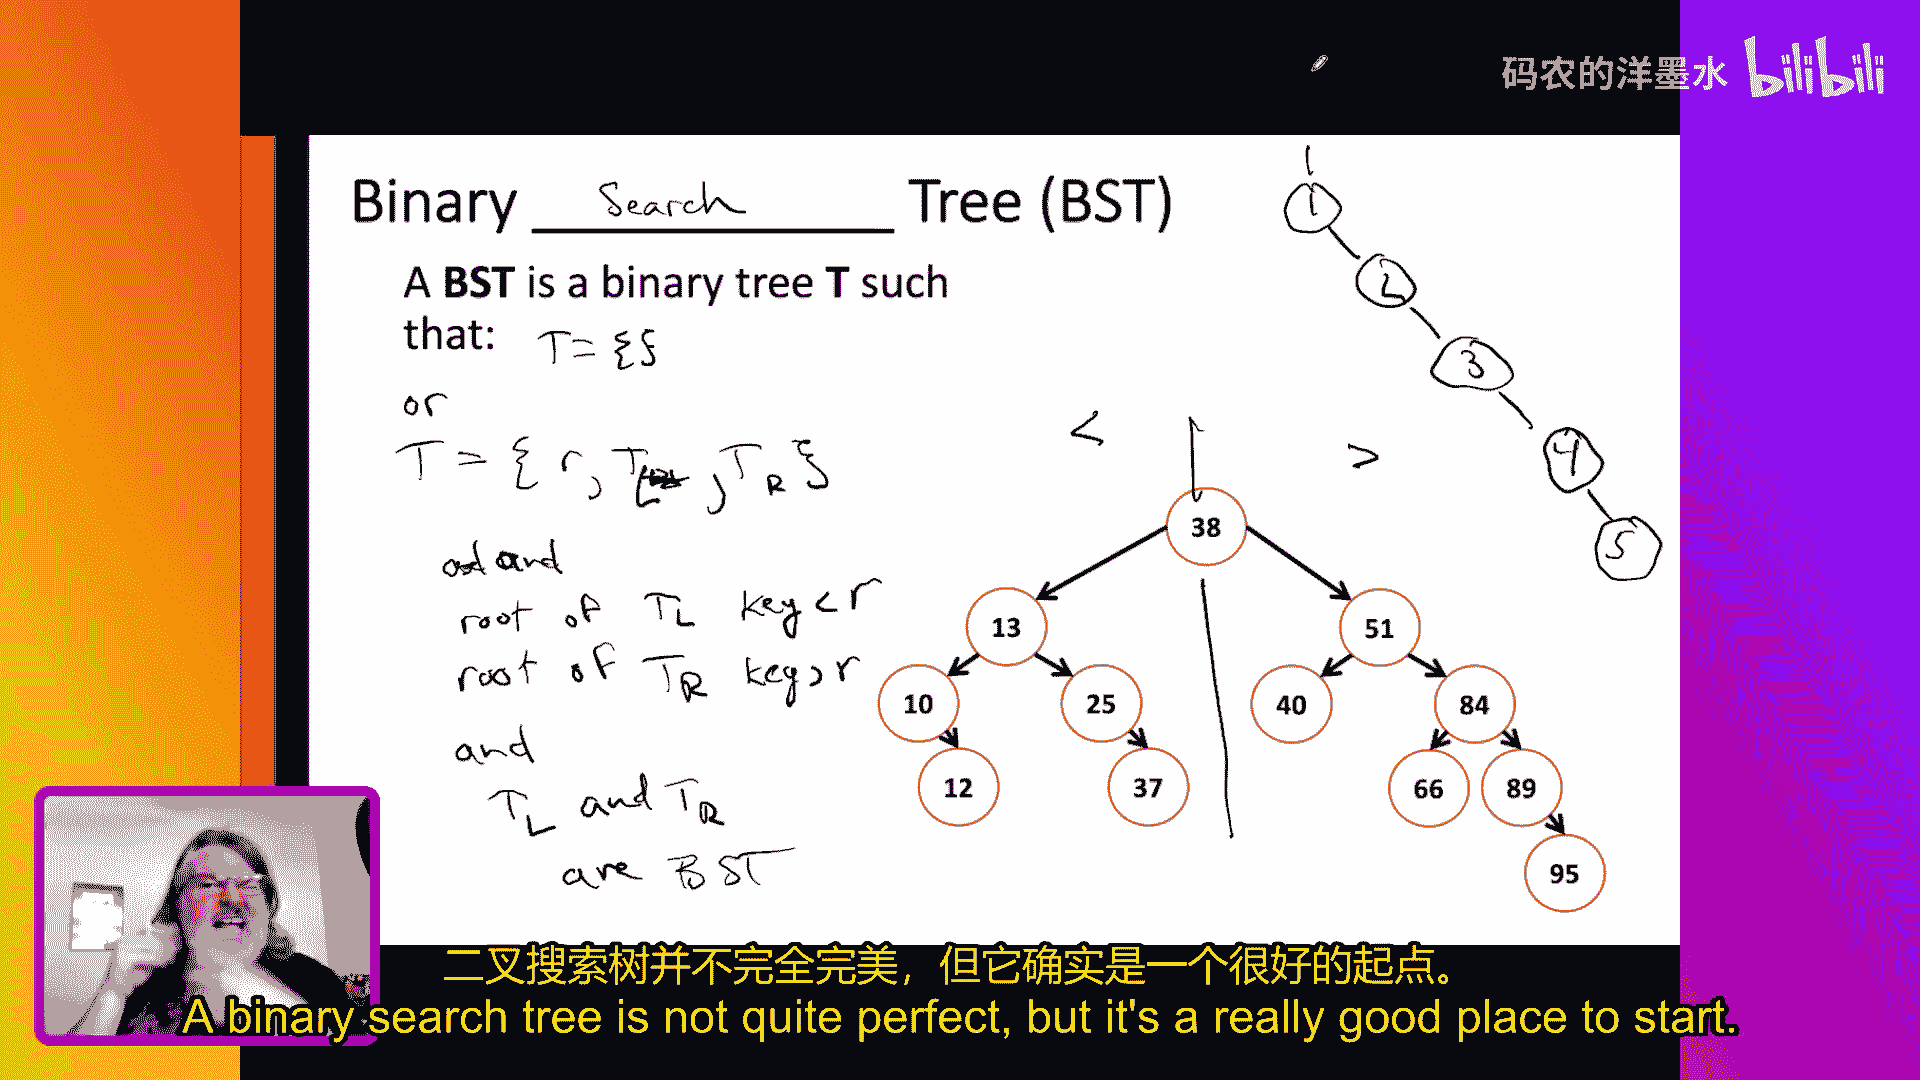 码农的洋墨水 bilibili
Binary Search Tree (BST)
A BST is a binary tree T such
that: T = {}
or
T = { r, TL, TR }
and
root of TL key < r
root of TR key > r
and
TL and TR
are BST
1
2
3
4
5
< >
38
13 51
10 25 40 84
12 37 66 89
95
二叉搜索树并不完全完美，但它确实是一个很好的起点。
A binary search tree is not quite perfect, but it's a really good place to start.